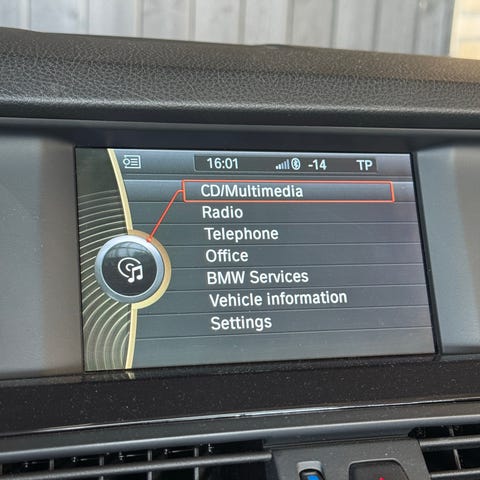 16:01 -14 TP
CD/Multimedia
Radio
Telephone
Office
BMW Services
Vehicle information
Settings